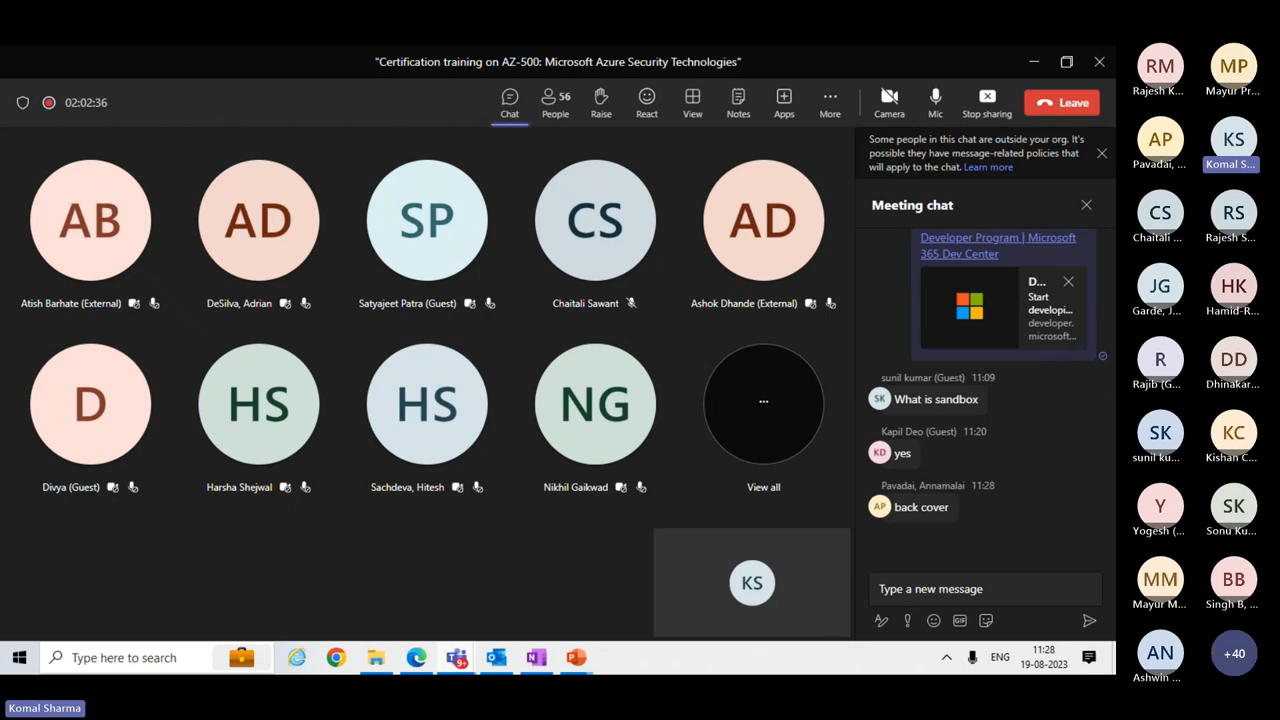 "Certification training on AZ-500: Microsoft Azure Security Technologies"
02:02:36
Chat
56
People
Raise
React
View
Notes
Apps
More
Camera
Mic
Stop sharing
Leave
AB
Atish Barhate (External)
AD
DeSilva, Adrian
SP
Satyajeet Patra (Guest)
CS
Chaitali Sawant
AD
Ashok Dhande (External)
D
Divya (Guest)
HS
Harsha Shejwal
HS
Sachdeva, Hitesh
NG
Nikhil Gaikwad
...
View all
KS
Some people in this chat are outside your org. It's
possible they have message-related policies that
will apply to the chat. Learn more
Meeting chat
Developer Program | Microsoft
365 Dev Center
D...
Start
developi...
developer.
microsoft...
sunil kumar (Guest) 11:09
SK What is sandbox
Kapil Deo (Guest) 11:20
KD yes
Pavadai, Annamalai 11:28
AP back cover
Type a new message
GIF
Type here to search
9+
ENG
11:28
19-08-2023
Komal Sharma
RM
Rajesh K...
MP
Mayur Pr...
AP
Pavadai, ...
KS
Komal S...
CS
Chaitali ...
RS
Rajesh S...
JG
Garde, J...
HK
Hamid-R...
R
Rajib (G...
DD
Dhinakar...
SK
sunil ku...
KC
Kishan C...
Y
Yogesh (...
SK
Sonu Ku...
MM
Mayur M...
BB
Singh B, ...
AN
Ashwin ...
+40